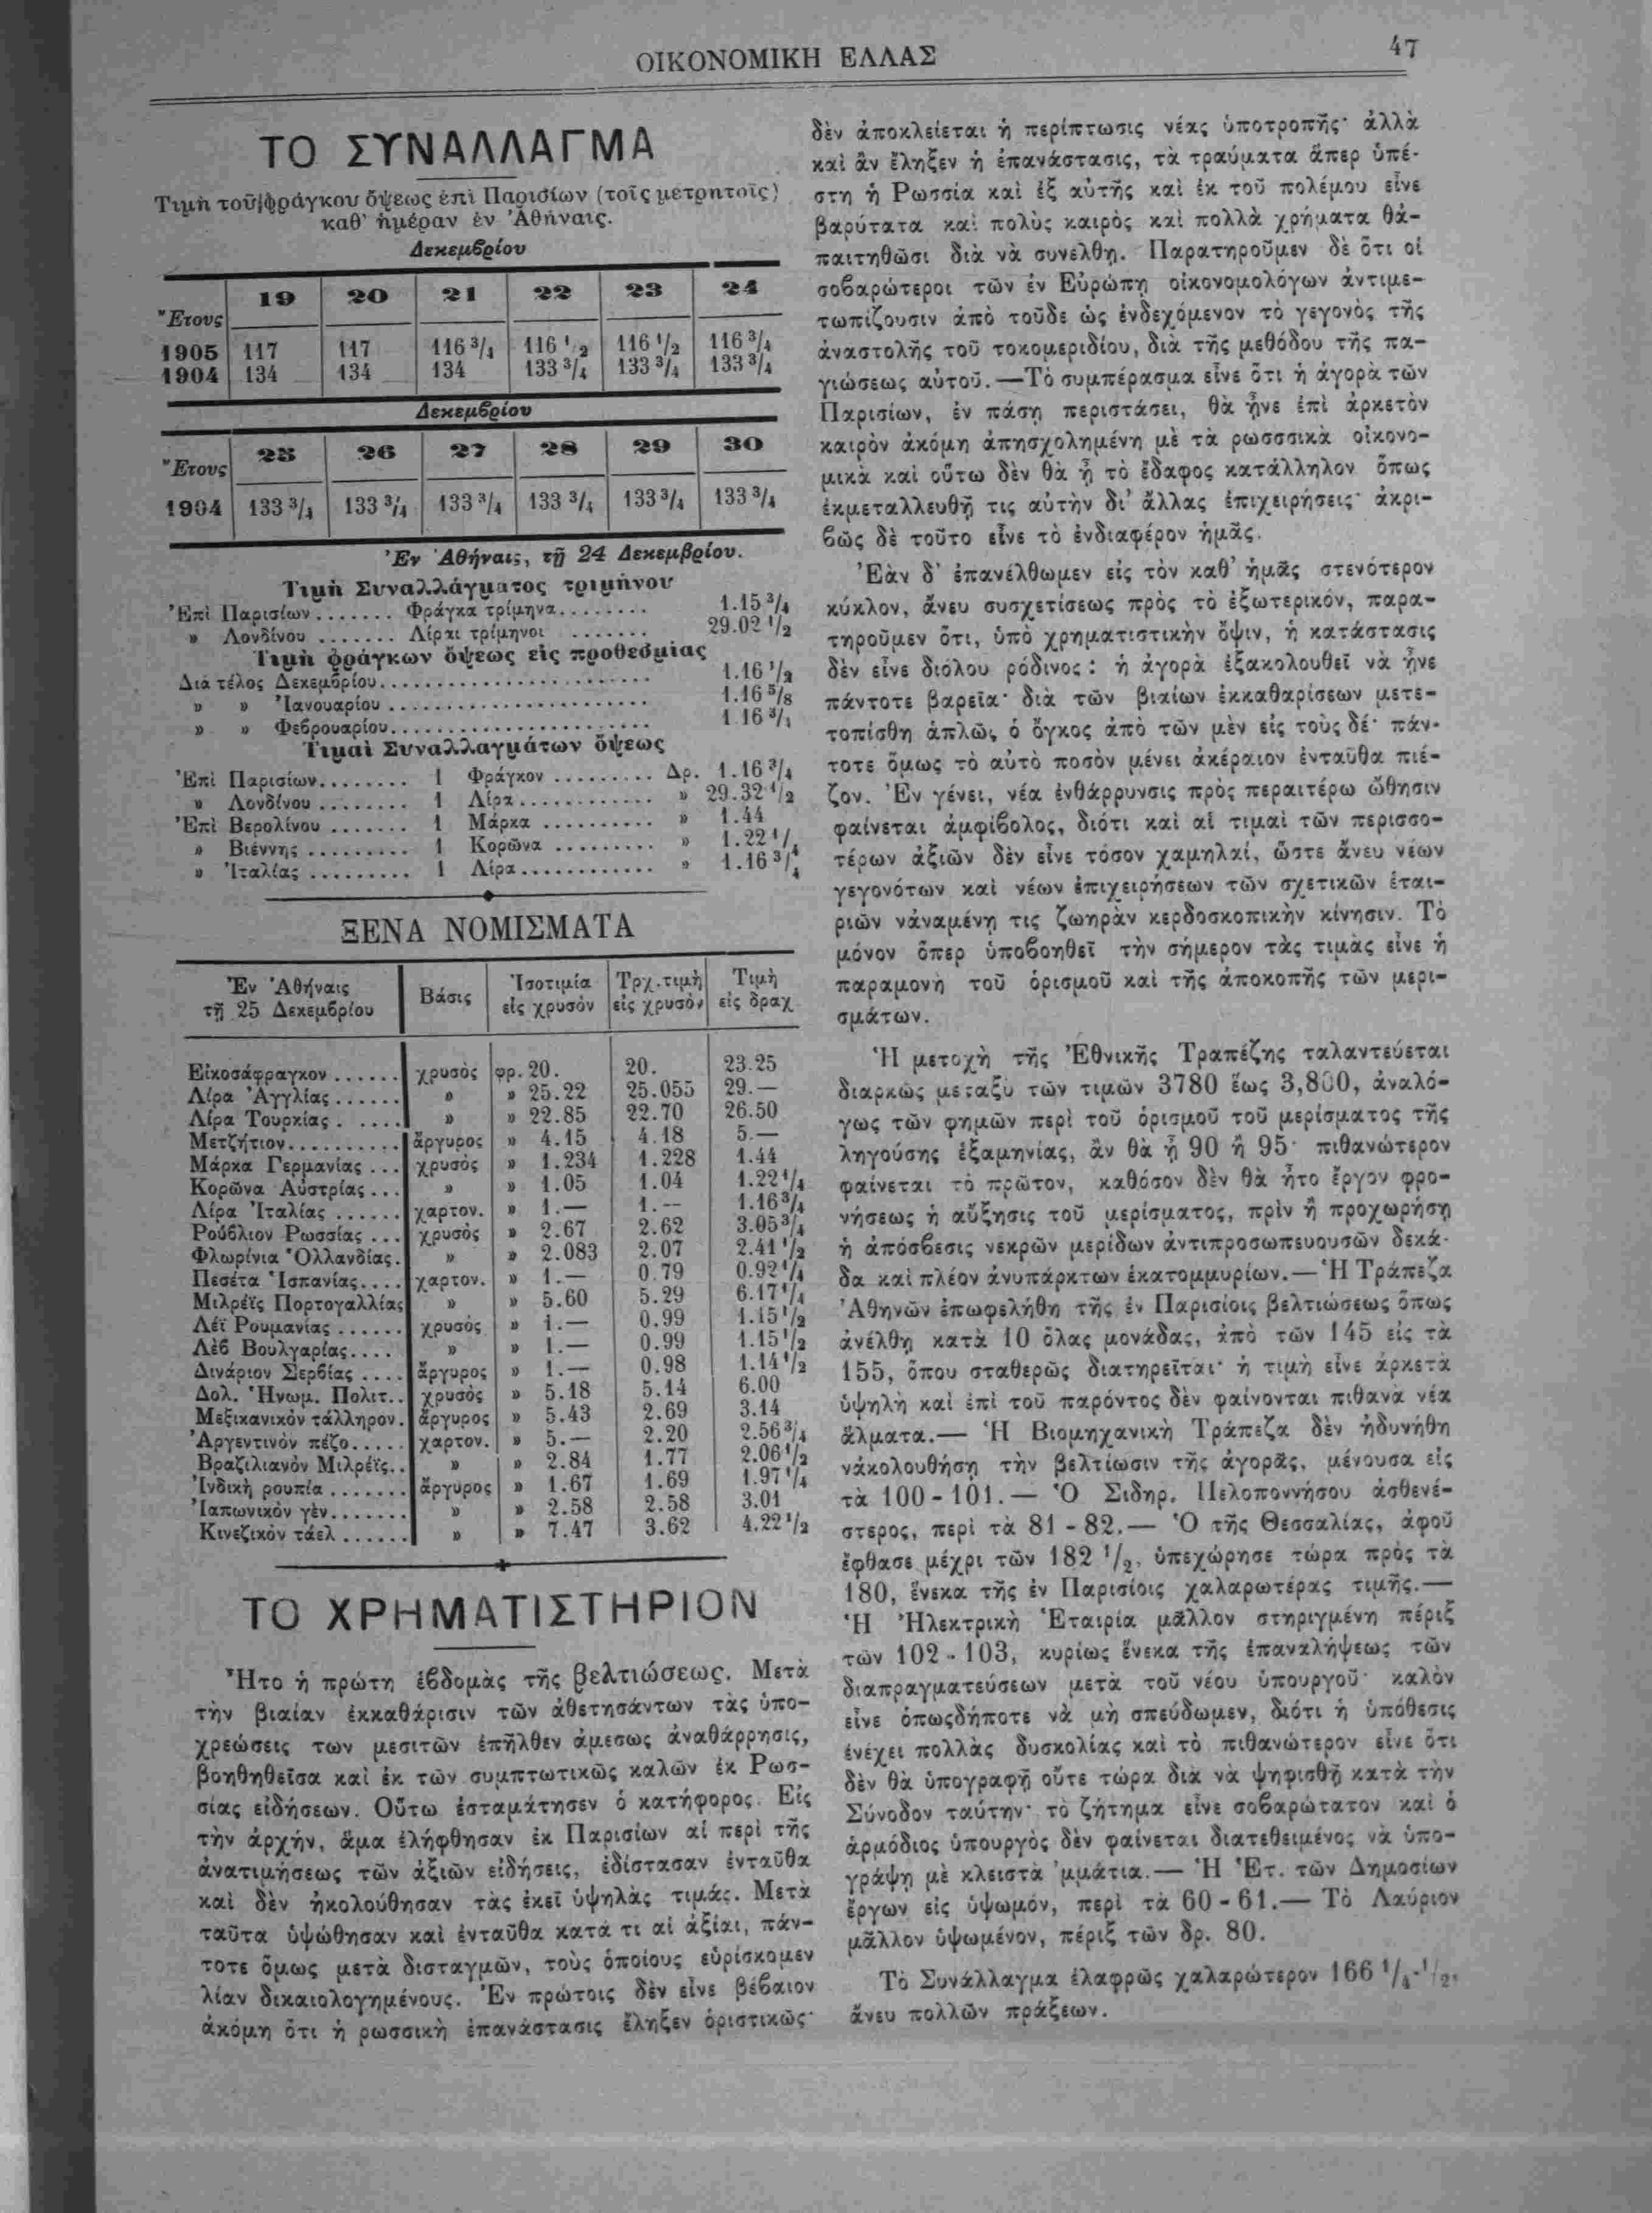 ΟΙΚΟΝΟΜΙΚΗ ΕΛΛΑΣ
47
ΤΟ ΣΥΝΑΛΛΑΓΜΑ
Τιμὴ τοῦ φράγκου ὄψεως ἐπὶ Παρισίων (τοῖς μετρητοῖς)
καθ' ἡμέραν ἐν Ἀθήναις.
Δεκεμβρίου
Ἔτους 19 20 21 22 23 24
1905 117 117 116 3/4 116 1/2 116 1/2 116 3/4
1904 134 134 134 133 3/4 133 3/4 133 3/4
Δεκεμβρίου
Ἔτους 25 26 27 28 29 30
1904 133 3/4 133 3/4 133 3/4 133 3/4 133 3/4 133 3/4
Ἐν Ἀθήναις, τῇ 24 Δεκεμβρίου.
Τιμὴ Συναλλάγματος τριμήνου
Ἐπὶ Παρισίων....... Φράγκα τρίμηνα........ 1.15 3/4
» Λονδίνου ....... Λίραι τρίμηνοι ....... 29.02 1/2
Τιμὴ φράγκων ὄψεως εἰς προθεσμίας
Διὰ τέλος Δεκεμβρίου........................ 1.16 1/2
» » Ἰανουαρίου ....................... 1.16 5/8
» » Φεβρουαρίου....................... 1 16 3/4
Τιμαὶ Συναλλαγμάτων ὄψεως
Ἐπὶ Παρισίων........ 1 Φράγκον ......... Δρ. 1.16 3/4
» Λονδίνου ........ 1 Λίρα............ » 29.32 1/2
Ἐπὶ Βερολίνου ....... 1 Μάρκα .......... » 1.44
» Βιέννης ......... 1 Κορῶνα ......... » 1.22 1/4
» Ἰταλίας ......... 1 Λίρα............ » 1.16 3/4
ΞΕΝΑ ΝΟΜΙΣΜΑΤΑ
Ἐν Ἀθήναις Βάσις Ἰσοτιμία Τρχ.τιμὴ Τιμὴ
τῇ 25 Δεκεμβρίου εἰς χρυσόν εἰς χρυσόν εἰς δραχ
Εἰκοσάφραγκον ...... χρυσὸς φρ. 20. 20. 23.25
Λίρα Ἀγγλίας ...... » » 25.22 25.055 29.—
Λίρα Τουρκίας . .... » » 22.85 22.70 26.50
Μετζήτιον.......... ἄργυρος » 4.15 4.18 5.—
Μάρκα Γερμανίας ... χρυσὸς » 1.234 1.228 1.44
Κορῶνα Αὐστρίας ... » » 1.05 1.04 1.22 1/4
Λίρα Ἰταλίας ...... χαρτον. » 1.— 1.— 1.16 3/4
Ρούβλιον Ρωσσίας ... χρυσὸς » 2.67 2.62 3.05 3/4
Φλωρίνια Ὁλλανδίας. » » 2.083 2.07 2.41 1/2
Πεσέτα Ἱσπανίας.... χαρτον. » 1.— 0.79 0.92 1/4
Μιλρέϊς Πορτογαλλίας » » 5.60 5.29 6.17 1/4
Λέϊ Ρουμανίας ...... χρυσὸς » 1.— 0.99 1.15 1/2
Λὲβ Βουλγαρίας.... » » 1.— 0.99 1.15 1/2
Δινάριον Σερβίας .... ἄργυρος » 1.— 0.98 1.14 1/2
Δολ. Ἡνωμ. Πολιτ.. χρυσὸς » 5.18 5.14 6.00
Μεξικανικὸν τάλληρον. ἄργυρος » 5.43 2.69 3.14
Ἀργεντινὸν πέζο..... χαρτον. » 5.— 2.20 2.56 3/4
Βραζιλιανὸν Μιλρέϊς.. » » 2.84 1.77 2.06 1/2
Ἰνδικὴ ρουπία ....... ἄργυρος » 1.67 1.69 1.97 1/4
Ἰαπωνικὸν γὲν....... » » 2.58 2.58 3.01
Κινεζικὸν τάελ ...... » » 7.47 3.62 4.22 1/2
ΤΟ ΧΡΗΜΑΤΙΣΤΗΡΙΟΝ
Ἦτο ἡ πρώτη ἑβδομὰς τῆς βελτιώσεως. Μετὰ
τὴν βιαίαν ἐκκαθάρισιν τῶν ἀθετησάντων τὰς ὑπο-
χρεώσεις των μεσιτῶν ἐπῆλθεν ἀμέσως ἀναθάρρησις,
βοηθηθεῖσα καὶ ἐκ τῶν συμπτωτικῶς καλῶν ἐκ Ρωσ-
σίας εἰδήσεων. Οὕτω ἐσταμάτησεν ὁ κατήφορος. Εἰς
τὴν ἀρχήν, ἅμα ἐλήφθησαν ἐκ Παρισίων αἱ περὶ τῆς
ἀνατιμήσεως τῶν ἀξιῶν εἰδήσεις, ἐδίστασαν ἐνταῦθα
καὶ δὲν ἠκολούθησαν τὰς ἐκεῖ ὑψηλὰς τιμάς. Μετὰ
ταῦτα ὑψώθησαν καὶ ἐνταῦθα κατά τι αἱ ἀξίαι, πάν-
τοτε ὅμως μετὰ δισταγμῶν, τοὺς ὁποίους εὑρίσκομεν
λίαν δικαιολογημένους. Ἐν πρώτοις δὲν εἶνε βέβαιον
ἀκόμη ὅτι ἡ ρωσσικὴ ἐπανάστασις ἔληξεν ὁριστικῶς·
δὲν ἀποκλείεται ἡ περίπτωσις νέας ὑποτροπῆς· ἀλλὰ
καὶ ἂν ἔληξεν ἡ ἐπανάστασις, τὰ τραύματα ἅπερ ὑπέ-
στη ἡ Ρωσσία καὶ ἐξ αὐτῆς καὶ ἐκ τοῦ πολέμου εἶνε
βαρύτατα καὶ πολὺς καιρὸς καὶ πολλὰ χρήματα θἀ-
παιτηθῶσι διὰ νὰ συνέλθῃ. Παρατηροῦμεν δὲ ὅτι οἱ
σοβαρώτεροι τῶν ἐν Εὐρώπῃ οἰκονομολόγων ἀντιμε-
τωπίζουσιν ἀπὸ τοῦδε ὡς ἐνδεχόμενον τὸ γεγονὸς τῆς
ἀναστολῆς τοῦ τοκομεριδίου, διὰ τῆς μεθόδου τῆς πα-
γιώσεως αὐτοῦ.—Τὸ συμπέρασμα εἶνε ὅτι ἡ ἀγορὰ τῶν
Παρισίων, ἐν πάσῃ περιστάσει, θὰ ἦνε ἐπὶ ἀρκετὸν
καιρὸν ἀκόμη ἀπησχολημένη μὲ τὰ ρωσσσικὰ οἰκονο-
μικὰ καὶ οὕτω δὲν θὰ ᾖ τὸ ἔδαφος κατάλληλον ὅπως
ἐκμεταλλευθῇ τις αὐτὴν δι' ἄλλας ἐπιχειρήσεις· ἀκρι-
βῶς δὲ τοῦτο εἶνε τὸ ἐνδιαφέρον ἡμᾶς.
Ἐὰν δ' ἐπανέλθωμεν εἰς τὸν καθ' ἡμᾶς στενότερον
κύκλον, ἄνευ συσχετίσεως πρὸς τὸ ἐξωτερικόν, παρα-
τηροῦμεν ὅτι, ὑπὸ χρηματιστικὴν ὄψιν, ἡ κατάστασις
δὲν εἶνε διόλου ρόδινος : ἡ ἀγορὰ ἐξακολουθεῖ νὰ ἦνε
πάντοτε βαρεῖα· διὰ τῶν βιαίων ἐκκαθαρίσεων μετε-
τοπίσθη ἁπλῶς ὁ ὄγκος ἀπὸ τῶν μὲν εἰς τοὺς δέ· πάν-
τοτε ὅμως τὸ αὐτὸ ποσὸν μένει ἀκέραιον ἐνταῦθα πιέ-
ζον. Ἐν γένει, νέα ἐνθάρρυνσις πρὸς περαιτέρω ὤθησιν
φαίνεται ἀμφίβολος, διότι καὶ αἱ τιμαὶ τῶν περισσο-
τέρων ἀξιῶν δὲν εἶνε τόσον χαμηλαί, ὥστε ἄνευ νέων
γεγονότων καὶ νέων ἐπιχειρήσεων τῶν σχετικῶν ἑται-
ριῶν νἀναμένῃ τις ζωηρὰν κερδοσκοπικὴν κίνησιν. Τὸ
μόνον ὅπερ ὑποβοηθεῖ τὴν σήμερον τὰς τιμὰς εἶνε ἡ
παραμονὴ τοῦ ὁρισμοῦ καὶ τῆς ἀποκοπῆς τῶν μερι-
σμάτων.
Ἡ μετοχὴ τῆς Ἐθνικῆς Τραπέζης ταλαντεύεται
διαρκῶς μεταξὺ τῶν τιμῶν 3780 ἕως 3,800, ἀναλό-
γως τῶν φημῶν περὶ τοῦ ὁρισμοῦ τοῦ μερίσματος τῆς
ληγούσης ἑξαμηνίας, ἂν θὰ ᾖ 90 ἢ 95· πιθανώτερον
φαίνεται τὸ πρῶτον, καθόσον δὲν θὰ ἦτο ἔργον φρο-
νήσεως ἡ αὔξησις τοῦ μερίσματος, πρὶν ἢ προχωρήσῃ
ἡ ἀπόσβεσις νεκρῶν μερίδων ἀντιπροσωπευουσῶν δεκά-
δα καὶ πλέον ἀνυπάρκτων ἑκατομμυρίων.—Ἡ Τράπεζα
Ἀθηνῶν ἐπωφελήθη τῆς ἐν Παρισίοις βελτιώσεως ὅπως
ἀνέλθῃ κατὰ 10 ὅλας μονάδας, ἀπὸ τῶν 145 εἰς τὰ
155, ὅπου σταθερῶς διατηρεῖται· ἡ τιμὴ εἶνε ἀρκετὰ
ὑψηλὴ καὶ ἐπὶ τοῦ παρόντος δὲν φαίνονται πιθανὰ νέα
ἅλματα.— Ἡ Βιομηχανικὴ Τράπεζα δὲν ἠδυνήθη
νἀκολουθήσῃ τὴν βελτίωσιν τῆς ἀγορᾶς, μένουσα εἰς
τὰ 100 - 101.— Ὁ Σιδηρ. Πελοποννήσου ἀσθενέ-
στερος, περὶ τὰ 81 - 82.— Ὁ τῆς Θεσσαλίας, ἀφοῦ
ἔφθασε μέχρι τῶν 182 1/2, ὑπεχώρησε τώρα πρὸς τὰ
180, ἕνεκα τῆς ἐν Παρισίοις χαλαρωτέρας τιμῆς.—
Ἡ Ἠλεκτρικὴ Ἑταιρία μᾶλλον στηριγμένη πέριξ
τῶν 102 - 103, κυρίως ἕνεκα τῆς ἐπαναλήψεως τῶν
διαπραγματεύσεων μετὰ τοῦ νέου ὑπουργοῦ· καλὸν
εἶνε ὁπωςδήποτε νὰ μὴ σπεύδωμεν, διότι ἡ ὑπόθεσις
ἐνέχει πολλὰς δυσκολίας καὶ τὸ πιθανώτερον εἶνε ὅτι
δὲν θὰ ὑπογραφῇ οὔτε τώρα διὰ νὰ ψηφισθῇ κατὰ τὴν
Σύνοδον ταύτην· τὸ ζήτημα εἶνε σοβαρώτατον καὶ ὁ
ἁρμόδιος ὑπουργὸς δὲν φαίνεται διατεθειμένος νὰ ὑπο-
γράψῃ μὲ κλειστὰ 'μμάτια.— Ἡ Ἑτ. τῶν Δημοσίων
ἔργων εἰς ὑψωμόν, περὶ τὰ 60 - 61.— Τὸ Λαύριον
μᾶλλον ὑψωμένον, πέριξ τῶν δρ. 80.
Τὸ Συνάλλαγμα ἐλαφρῶς χαλαρώτερον 166 1/4-1/2,
ἄνευ πολλῶν πράξεων.